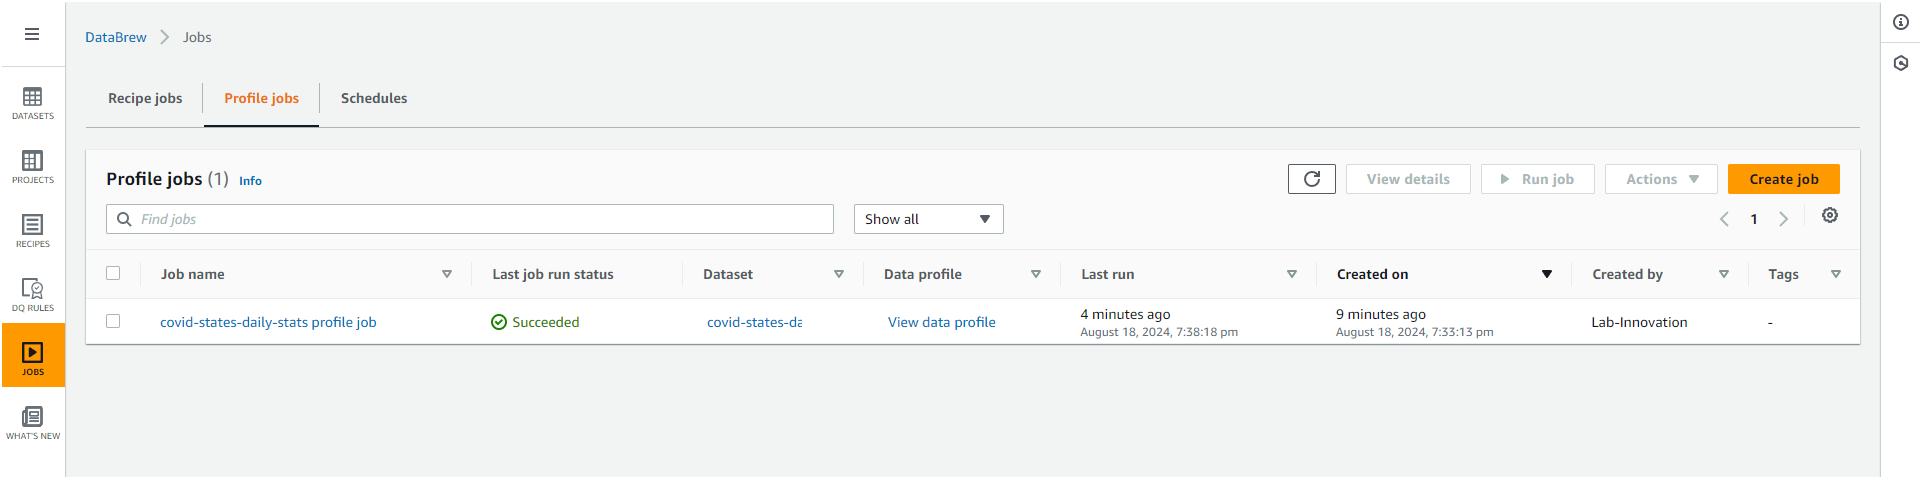 DataBrew > Jobs
DATASETS
PROJECTS
RECIPES
DQ RULES
JOBS
WHAT'S NEW
Recipe jobs Profile jobs Schedules
Profile jobs (1) Info View details Run job Actions Create job
Find jobs Show all 1
Job name Last job run status Dataset Data profile Last run Created on Created by Tags
covid-states-daily-stats profile job Succeeded covid-states-da View data profile 4 minutes ago 9 minutes ago Lab-Innovation -
August 18, 2024, 7:38:18 pm August 18, 2024, 7:33:13 pm